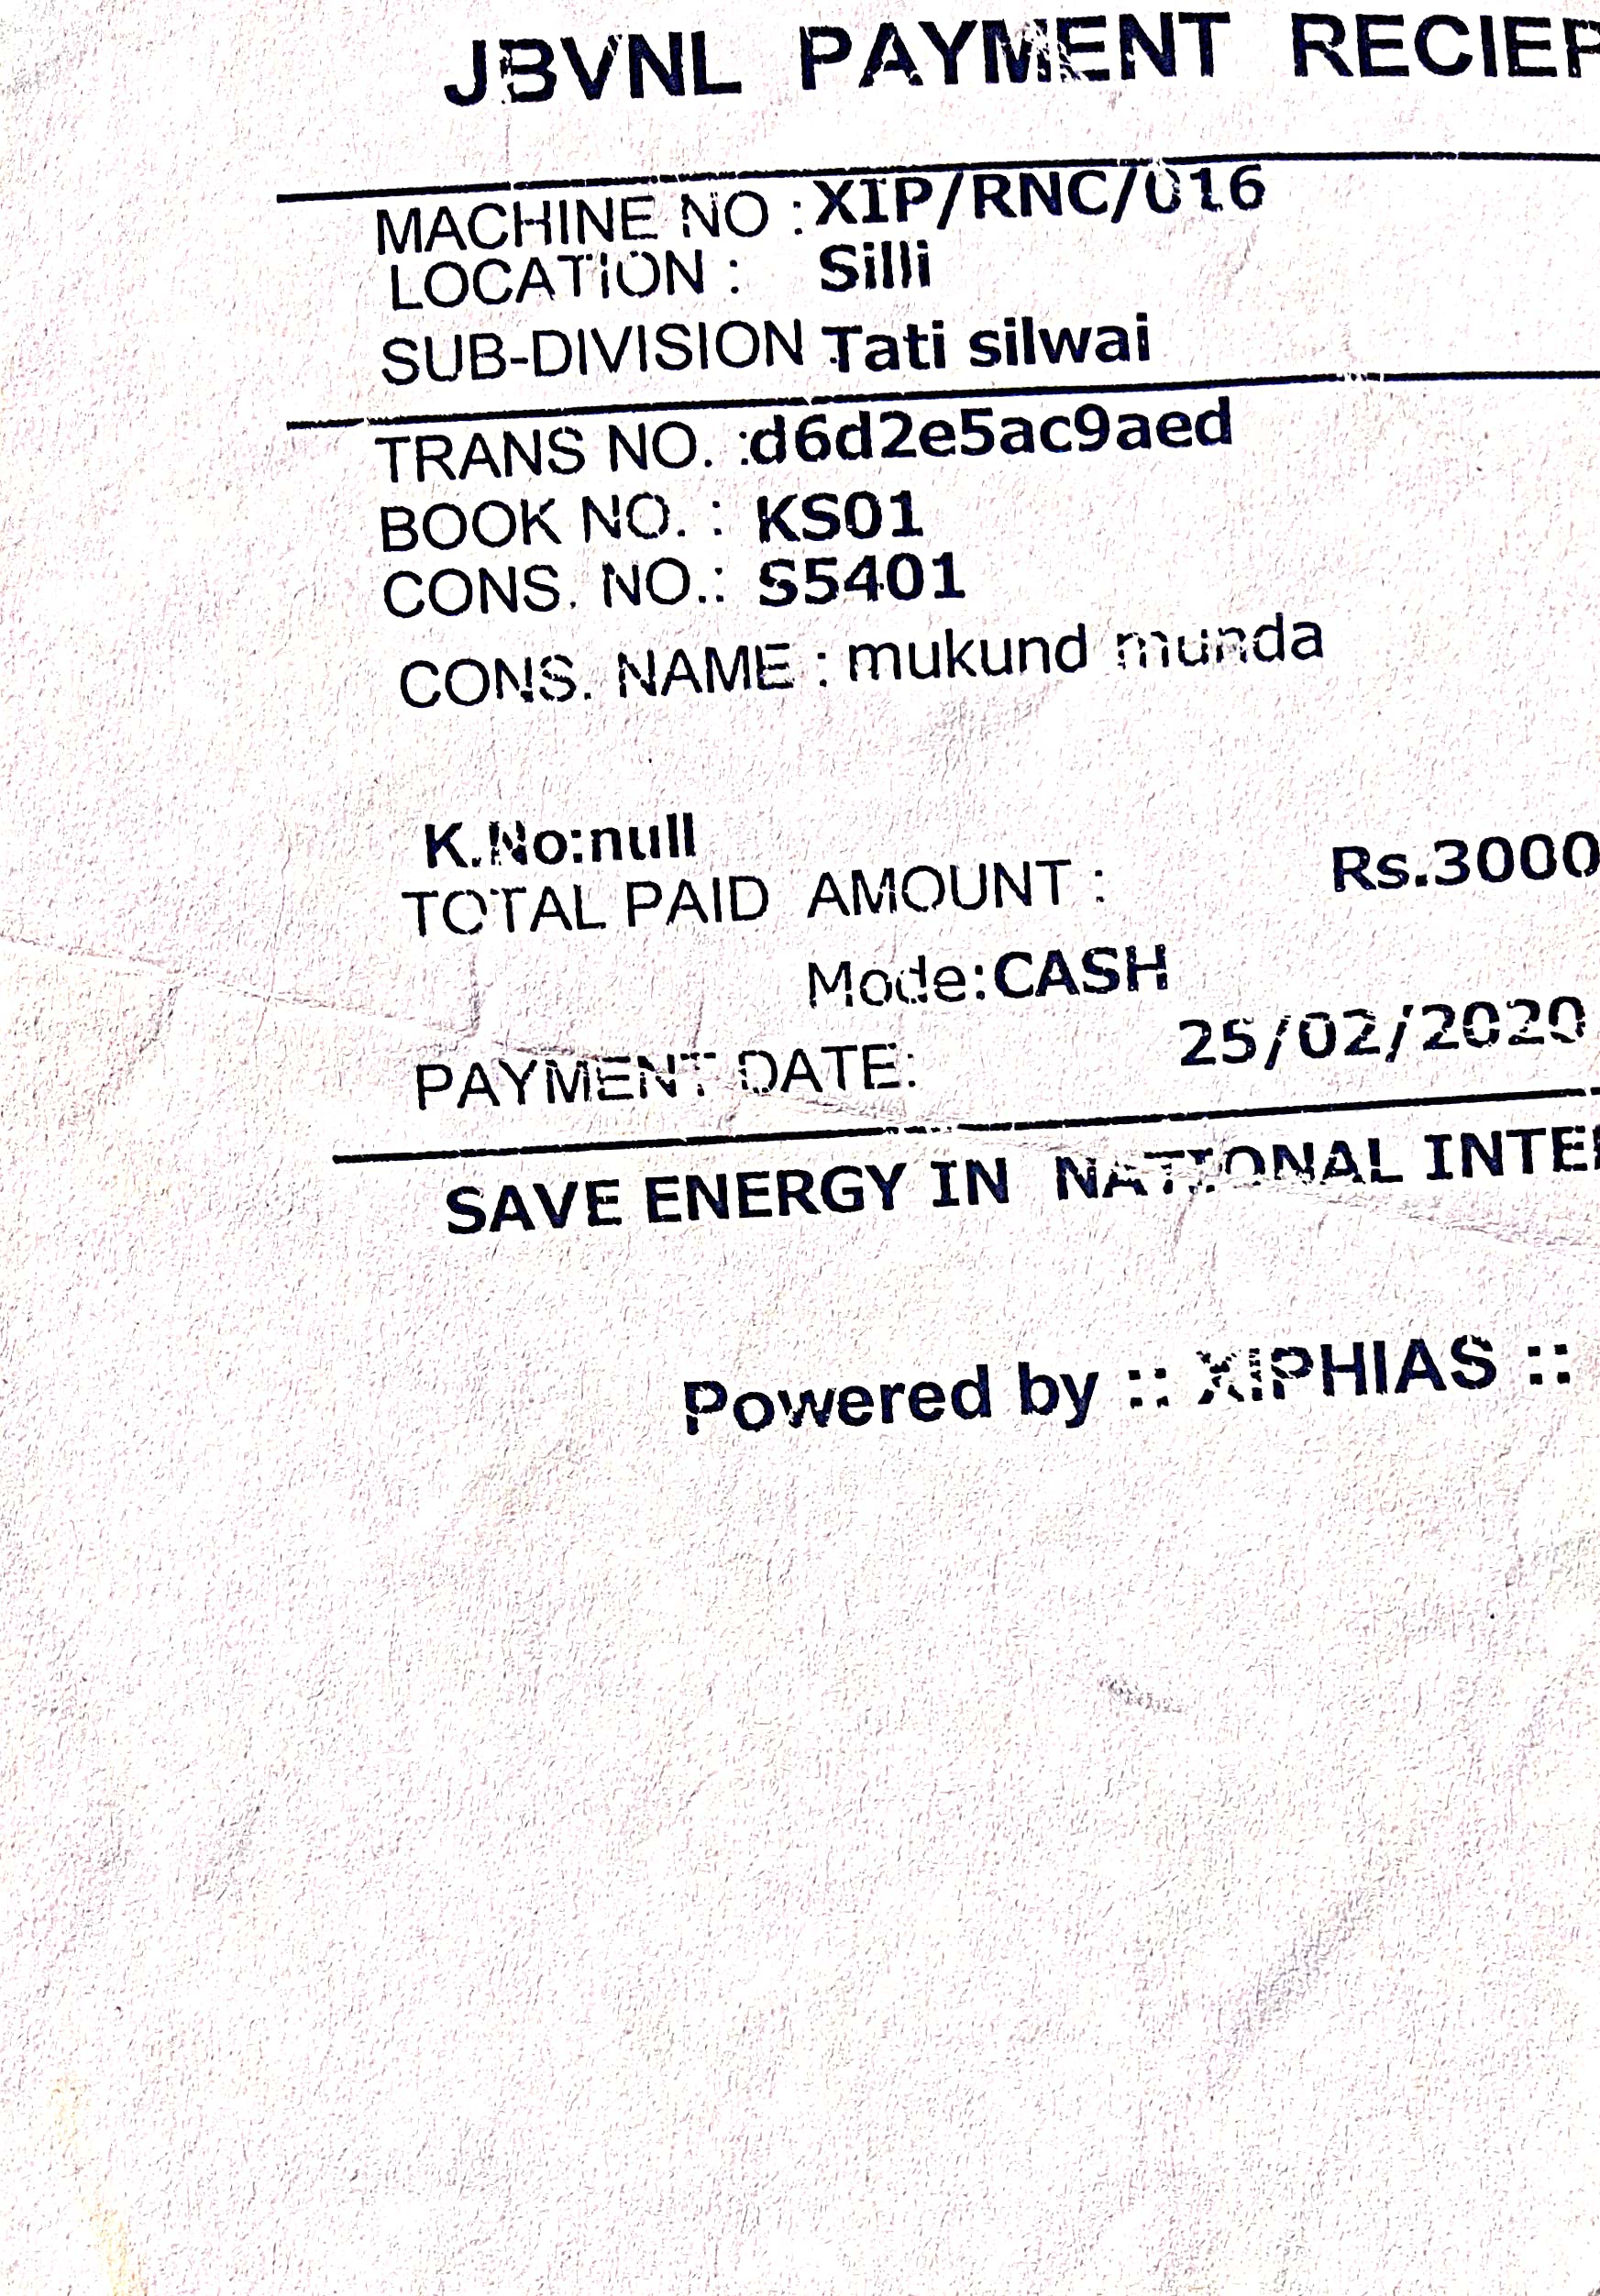 JBVNL PAYMENT RECIEP
MACHINE NO : XIP/RNC/016
LOCATION : Silli
SUB-DIVISION : Tati silwai
TRANS NO. :d6d2e5ac9aed
BOOK NO. : KS01
CONS. NO.: S5401
CONS. NAME : mukund munda
K.No:null
TOTAL PAID AMOUNT : Rs.3000
Mode:CASH
PAYMENT DATE: 25/02/2020
SAVE ENERGY IN NATIONAL INTE
Powered by :: XIPHIAS ::